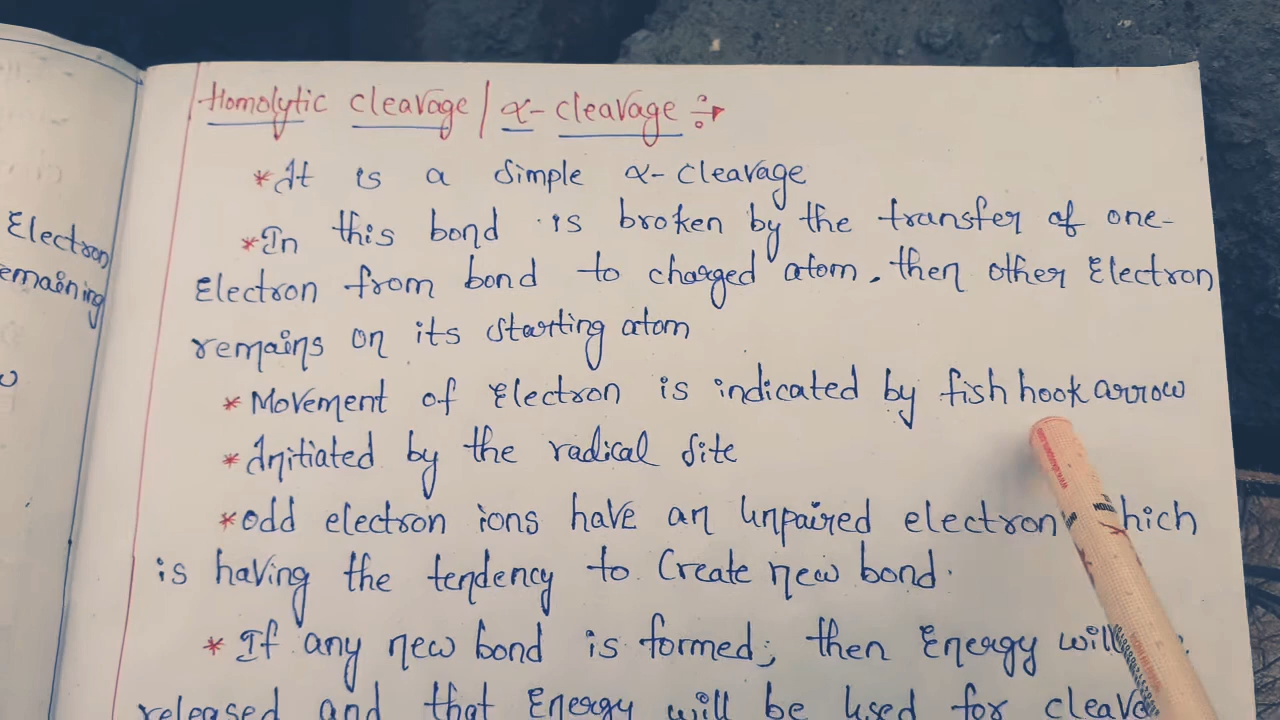 Electron
emaining
Homolytic cleavage / α- cleavage :→
* It is a simple α- cleavage
* In this bond is broken by the transfer of one-
Electron from bond to charged atom, then other Electron
remains on its starting atom
* Movement of Electron is indicated by fish hook arrow
* Initiated by the radical site
* odd electron ions have an unpaired electron hich
is having the tendency to Create new bond.
* If any new bond is formed; then Energy will
released and that Energy will be used for cleava